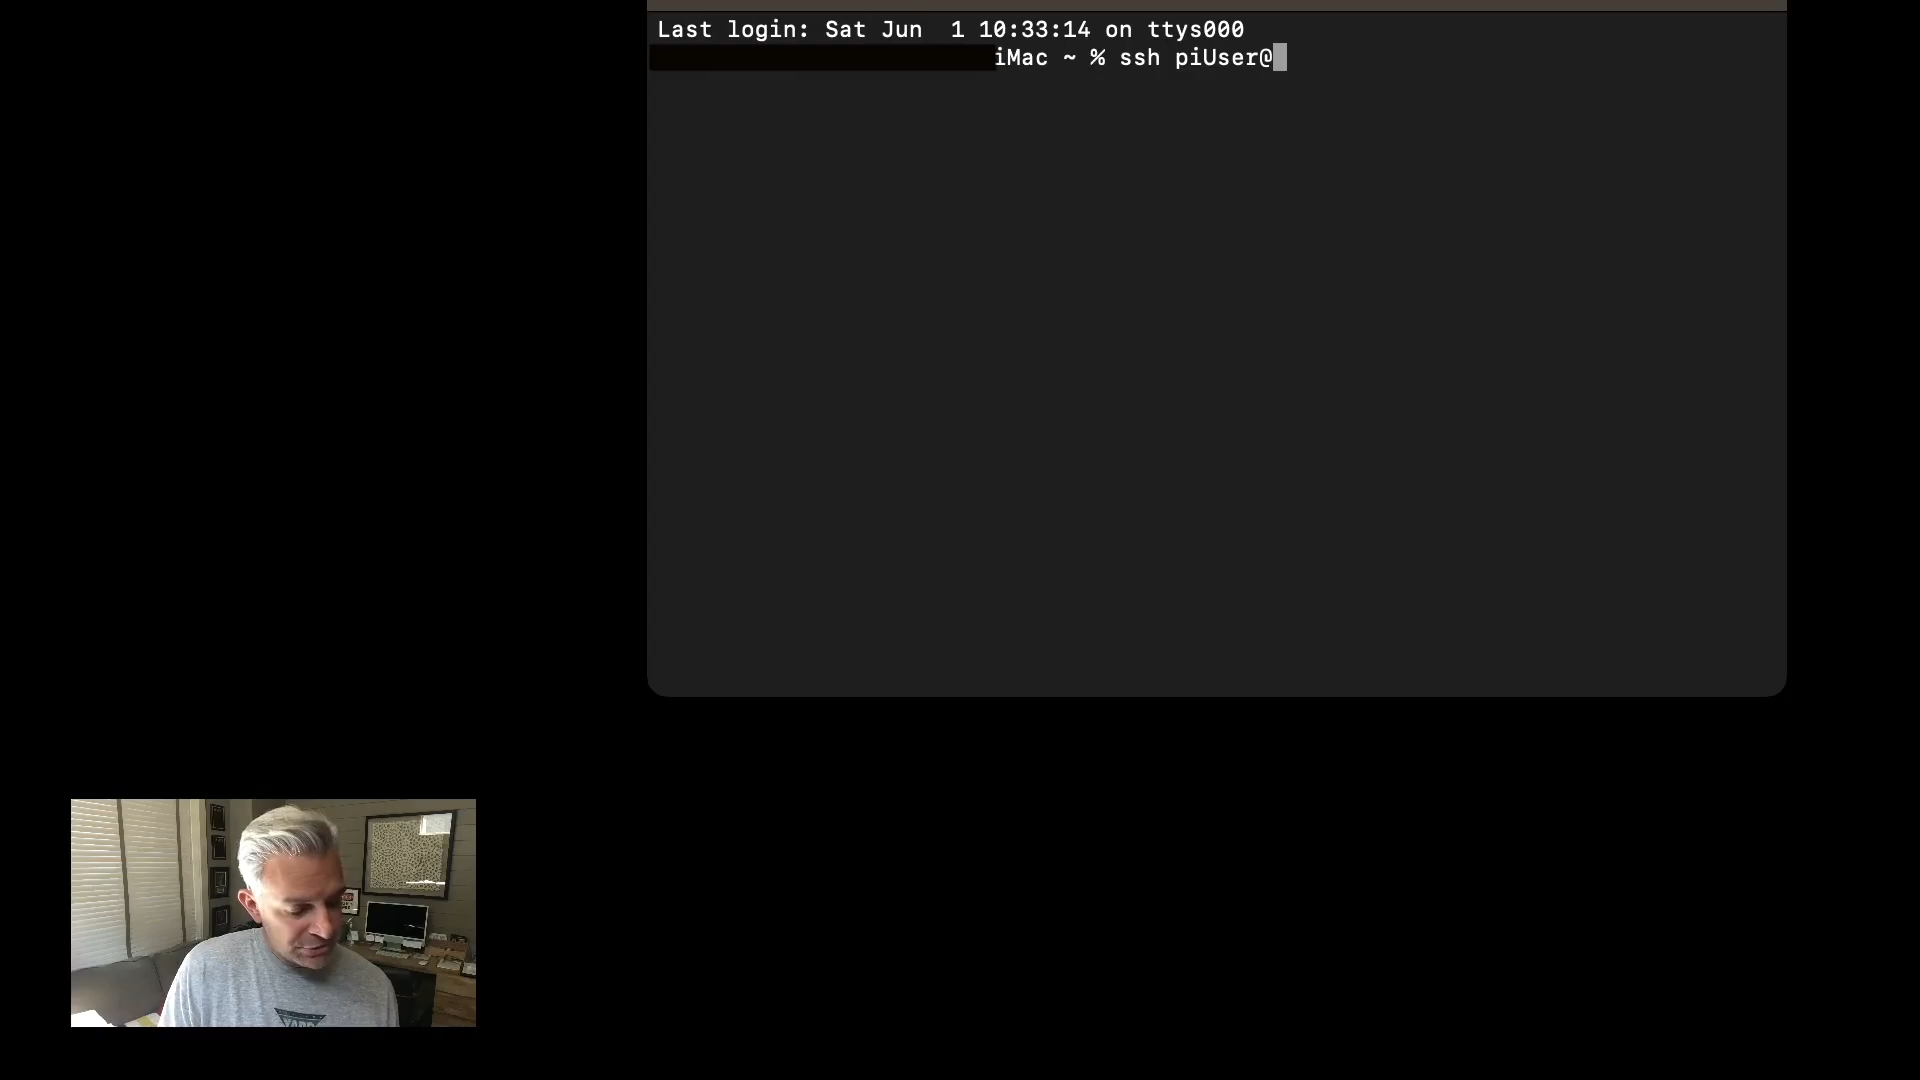 Last login: Sat Jun  1 10:33:14 on ttys000
iMac ~ % ssh piUser@